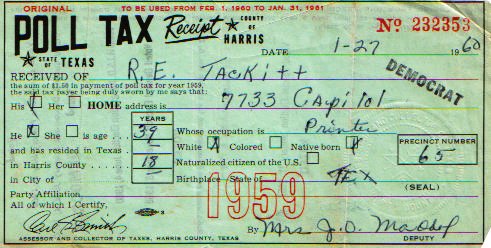 ORIGINAL TO BE USED FROM FEB. 1, 1960 TO JAN. 31, 1961
POLL TAX Receipt COUNTY OF HARRIS
STATE OF TEXAS
No 232353
DATE 1-27 1960
RECEIVED OF R. E. TACKitt
DEMOCRAT
the sum of $1.50 in payment of poll tax for year 1959,
the said tax payer being duly sworn by me says that:
His X Her HOME address is 7733 Capitol
YEARS
He X She is age 39 Whose occupation is Printer
and has resided in Texas White X Colored Native born X
PRECINCT NUMBER
65
in Harris County 18 Naturalized citizen of the U.S.
in City of Birthplace - State of Tex
(SEAL)
Party Affiliation
1959
All of which I Certify,
ASSESSOR AND COLLECTOR OF TAXES, HARRIS COUNTY, TEXAS
By Mrs J. D.
DEPUTY